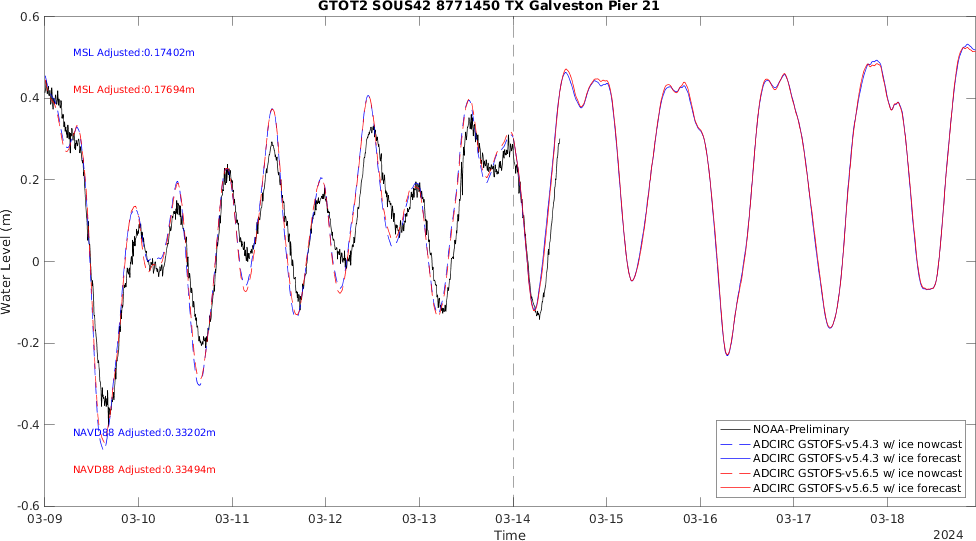 GTOT2 SOUS42 8771450 TX Galveston Pier 21
0.6
MSL Adjusted:0.17402m
MSL Adjusted:0.17694m
0.4
0.2
Water Level (m)
0
-0.2
-0.4
NAVD88 Adjusted:0.33202m
NAVD88 Adjusted:0.33494m
-0.6
NOAA-Preliminary
ADCIRC GSTOFS-v5.4.3 w/ ice nowcast
ADCIRC GSTOFS-v5.4.3 w/ ice forecast
ADCIRC GSTOFS-v5.6.5 w/ ice nowcast
ADCIRC GSTOFS-v5.6.5 w/ ice forecast
03-09 03-10 03-11 03-12 03-13 03-14 03-15 03-16 03-17 03-18
Time
2024